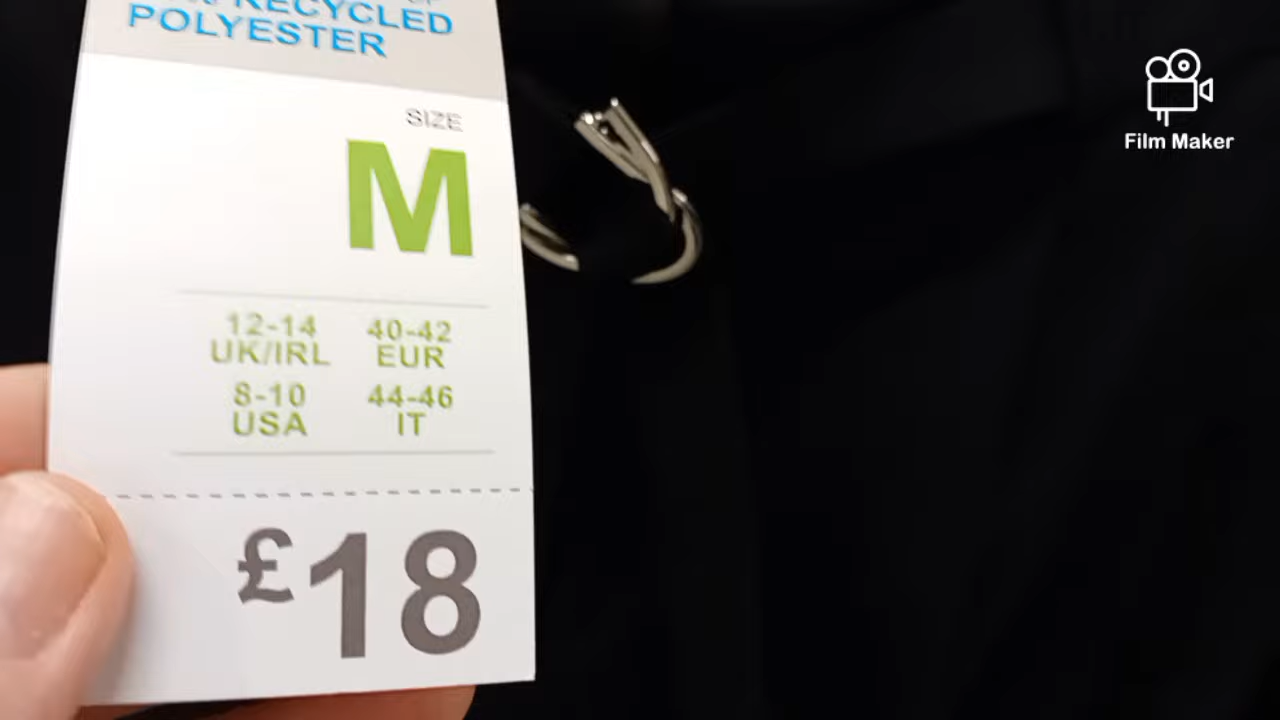 RECYCLED
POLYESTER
SIZE
M
12-14 40-42
UK/IRL EUR
8-10 44-46
USA IT
£18
Film Maker